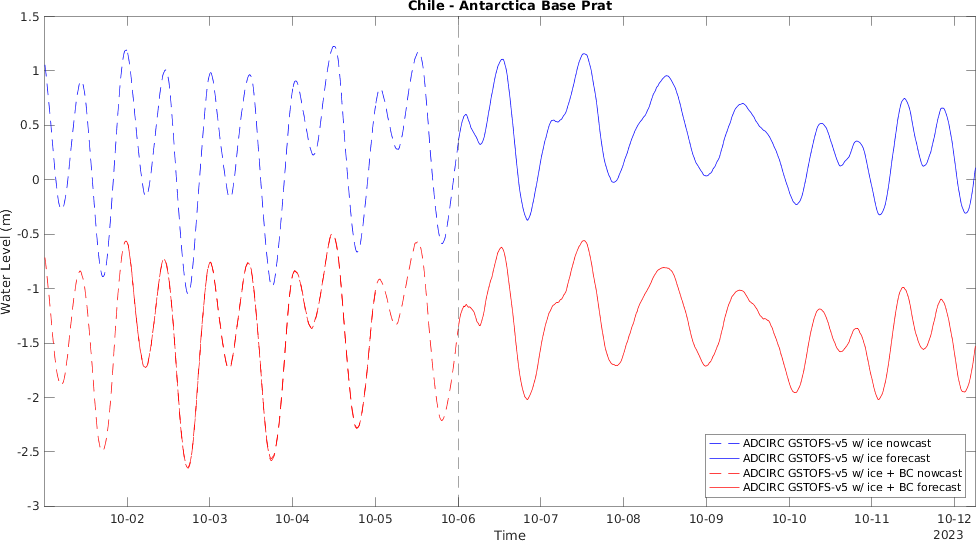 Chile - Antarctica Base Prat
1.5
1
0.5
0
-0.5
-1
-1.5
-2
-2.5
-3
Water Level (m)
ADCIRC GSTOFS-v5 w/ ice nowcast
ADCIRC GSTOFS-v5 w/ ice forecast
ADCIRC GSTOFS-v5 w/ ice + BC nowcast
ADCIRC GSTOFS-v5 w/ ice + BC forecast
10-02 10-03 10-04 10-05 10-06 10-07 10-08 10-09 10-10 10-11 10-12
Time
2023